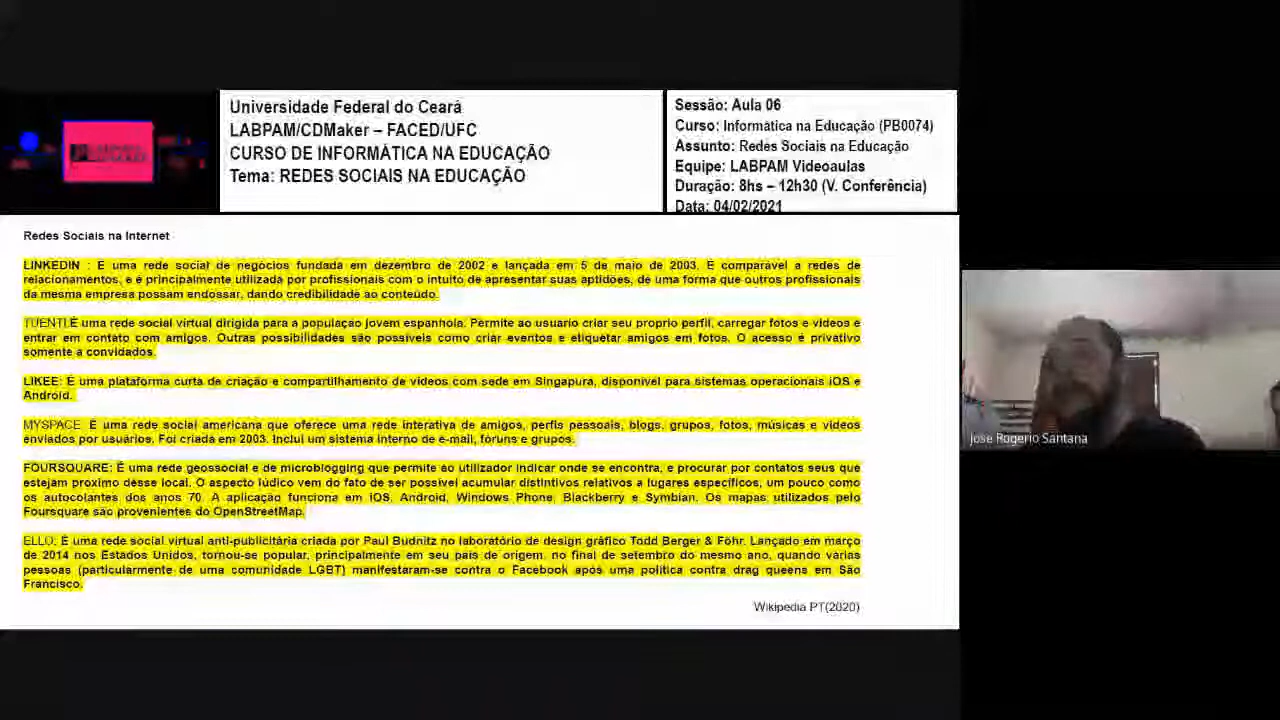 Universidade Federal do Ceará
LABPAM/CDMaker – FACED/UFC
CURSO DE INFORMÁTICA NA EDUCAÇÃO
Tema: REDES SOCIAIS NA EDUCAÇÃO
Sessão: Aula 06
Curso: Informática na Educação (PB0074)
Assunto: Redes Sociais na Educação
Equipe: LABPAM Videoaulas
Duração: 8hs – 12h30 (V. Conferência)
Data: 04/02/2021
Redes Sociais na Internet
LINKEDIN : É uma rede social de negócios fundada em dezembro de 2002 e lançada em 5 de maio de 2003. É comparável a redes de
relacionamentos, e é principalmente utilizada por profissionais com o intuito de apresentar suas aptidões, de uma forma que outros profissionais
da mesma empresa possam endossar, dando credibilidade ao conteúdo.
TUENTI:É uma rede social virtual dirigida para a população jovem espanhola. Permite ao usuário criar seu próprio perfil, carregar fotos e vídeos e
entrar em contato com amigos. Outras possibilidades são possíveis como criar eventos e etiquetar amigos em fotos. O acesso é privativo
somente a convidados.
LIKEE: É uma plataforma curta de criação e compartilhamento de vídeos com sede em Singapura, disponível para sistemas operacionais iOS e
Android.
MYSPACE: É uma rede social americana que oferece uma rede interativa de amigos, perfis pessoais, blogs, grupos, fotos, músicas e vídeos
enviados por usuários. Foi criada em 2003. Inclui um sistema interno de e-mail, fóruns e grupos.
FOURSQUARE: É uma rede geossocial e de microblogging que permite ao utilizador indicar onde se encontra, e procurar por contatos seus que
estejam próximo desse local. O aspecto lúdico vem do fato de ser possível acumular distintivos relativos a lugares específicos, um pouco como
os autocolantes dos anos 70. A aplicação funciona em iOS, Android, Windows Phone, Blackberry e Symbian. Os mapas utilizados pelo
Foursquare são provenientes do OpenStreetMap.
ELLO: É uma rede social virtual anti-publicitária criada por Paul Budnitz no laboratório de design gráfico Todd Berger & Föhr. Lançado em março
de 2014 nos Estados Unidos, tornou-se popular, principalmente em seu país de origem, no final de setembro do mesmo ano, quando várias
pessoas (particularmente de uma comunidade LGBT) manifestaram-se contra o Facebook após uma política contra drag queens em São
Francisco.
Wikipedia PT(2020)
Jose Rogerio Santana